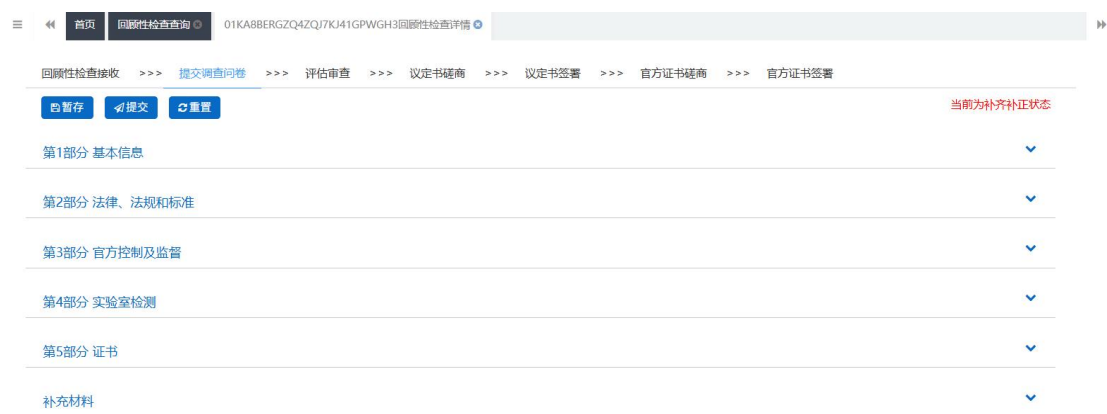 首页 回顾性检查查询 01KA8BERGZQ4ZQJ7KJ41GPWGH3回顾性检查详情
回顾性检查接收 >>> 提交调查问卷 >>> 评估审查 >>> 议定书磋商 >>> 议定书签署 >>> 官方证书磋商 >>> 官方证书签署
暂存 提交 重置 当前为补齐补正状态
第1部分 基本信息
第2部分 法律、法规和标准
第3部分 官方控制及监督
第4部分 实验室检测
第5部分 证书
补充材料